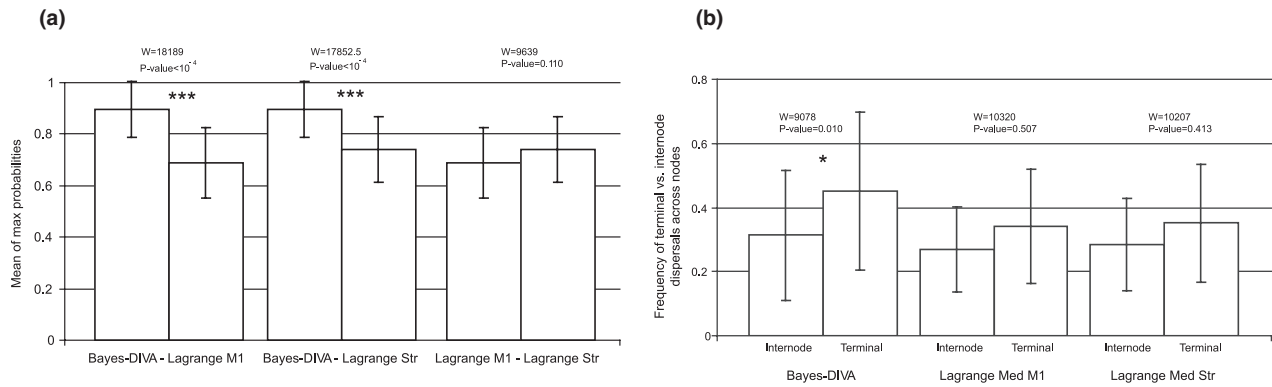 (a)
W=18189
P-value<10⁻⁴
W=17852.5
P-value<10⁻⁴
W=9639
P-value=0.110
***
***
Mean of max probabilities
1
0.8
0.6
0.4
0.2
0
Bayes-DIVA - Lagrange M1
Bayes-DIVA - Lagrange Str
Lagrange M1 - Lagrange Str
(b)
Frequency of terminal vs. internode
dispersals across nodes
0.8
0.6
0.4
0.2
0
W=9078
P-value=0.010
*
W=10320
P-value=0.507
W=10207
P-value=0.413
Internode Terminal Internode Terminal Internode Terminal
Bayes-DIVA Lagrange Med M1 Lagrange Med Str